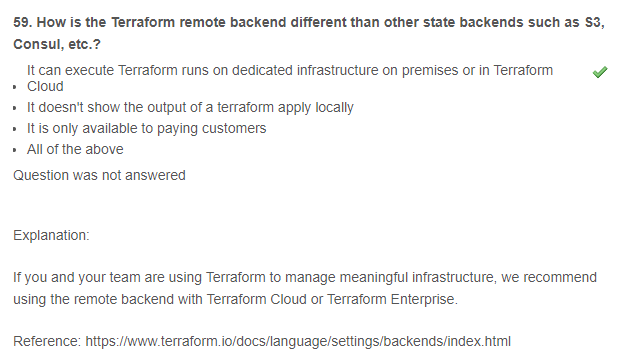 59. How is the Terraform remote backend different than other state backends such as S3,
Consul, etc.?
It can execute Terraform runs on dedicated infrastructure on premises or in Terraform
• Cloud
• It doesn't show the output of a terraform apply locally
• It is only available to paying customers
• All of the above
Question was not answered
Explanation:
If you and your team are using Terraform to manage meaningful infrastructure, we recommend
using the remote backend with Terraform Cloud or Terraform Enterprise.
Reference: https://www.terraform.io/docs/language/settings/backends/index.html